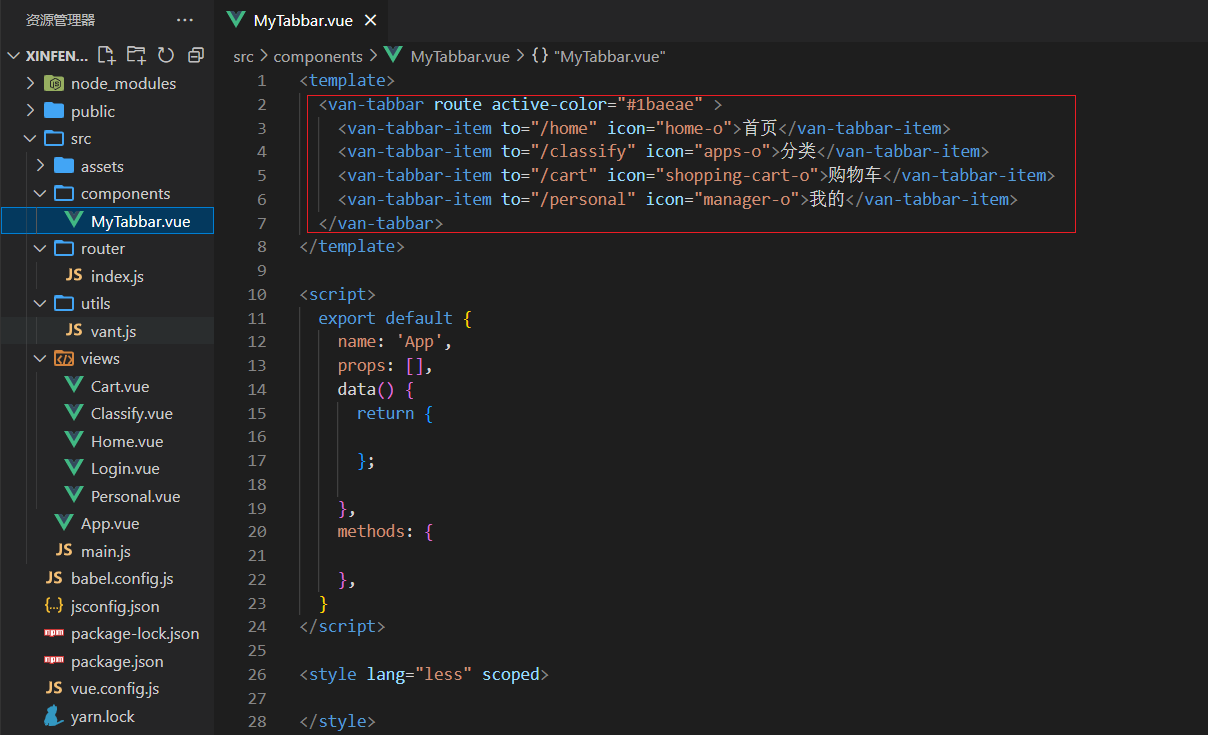 资源管理器 ···
MyTabbar.vue
XINFEN...
src > components > MyTabbar.vue > {} "MyTabbar.vue"
node_modules
public
src
assets
components
MyTabbar.vue
router
JS index.js
utils
JS vant.js
views
Cart.vue
Classify.vue
Home.vue
Login.vue
Personal.vue
App.vue
JS main.js
JS babel.config.js
{..} jsconfig.json
npm package-lock.json
npm package.json
JS vue.config.js
yarn.lock
1 <template>
2 <van-tabbar route active-color="#1baeae" >
3 <van-tabbar-item to="/home" icon="home-o">首页</van-tabbar-item>
4 <van-tabbar-item to="/classify" icon="apps-o">分类</van-tabbar-item>
5 <van-tabbar-item to="/cart" icon="shopping-cart-o">购物车</van-tabbar-item>
6 <van-tabbar-item to="/personal" icon="manager-o">我的</van-tabbar-item>
7 </van-tabbar>
8 </template>
9
10 <script>
11 export default {
12 name: 'App',
13 props: [],
14 data() {
15 return {
16
17 };
18
19 },
20 methods: {
21
22 },
23 }
24 </script>
25
26 <style lang="less" scoped>
27
28 </style>